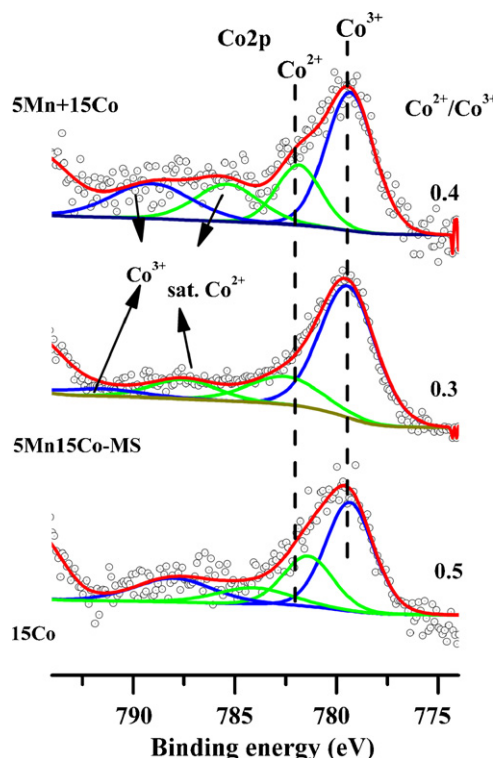 Co2p
Co³⁺
Co²⁺
Co²⁺/Co³⁺
5Mn+15Co
0.4
Co³⁺
sat. Co²⁺
0.3
5Mn15Co-MS
0.5
15Co
790 785 780 775
Binding energy (eV)